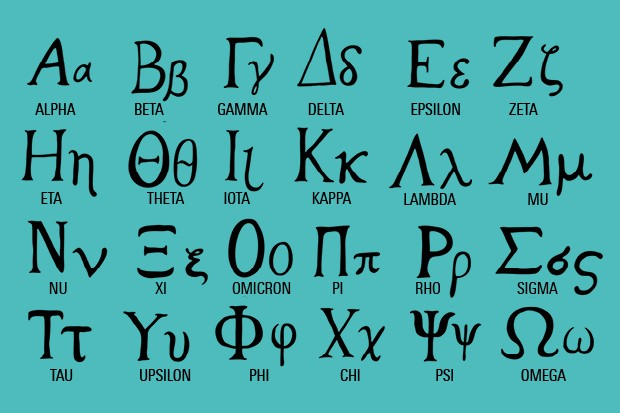 Αα Ββ Γγ Δδ Εε Ζζ
ALPHA BETA GAMMA DELTA EPSILON ZETA
Ηη Θθ Ιι Κκ Λλ Μμ
ETA THETA IOTA KAPPA LAMBDA MU
Νν Ξξ Οο Ππ Ρρ Σσς
NU XI OMICRON PI RHO SIGMA
Ττ Υυ Φφ Χχ Ψψ Ωω
TAU UPSILON PHI CHI PSI OMEGA